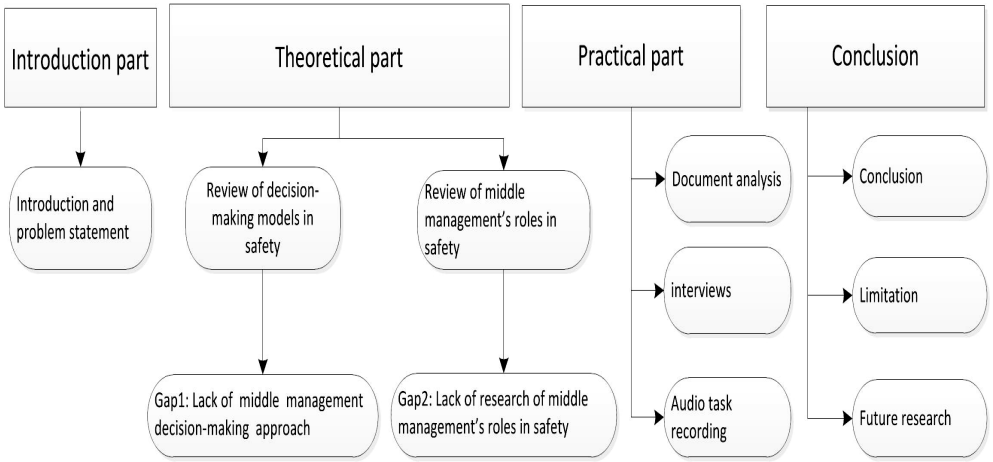 Introduction part
Theoretical part
Practical part
Conclusion
Introduction and
problem statement
Review of decision-
making models in
safety
Review of middle
management's roles in
safety
Gap1: Lack of middle management
decision-making approach
Gap2: Lack of research of middle
management's roles in safety
Document analysis
interviews
Audio task
recording
Conclusion
Limitation
Future research